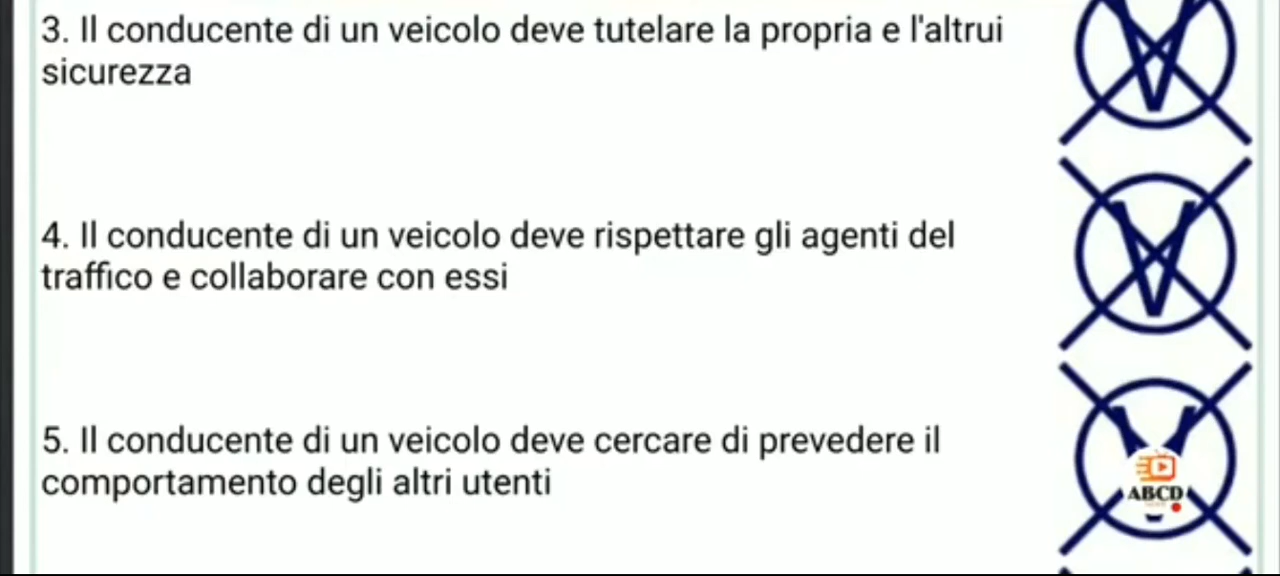 3. Il conducente di un veicolo deve tutelare la propria e l'altrui
sicurezza
V
4. Il conducente di un veicolo deve rispettare gli agenti del
traffico e collaborare con essi
V
5. Il conducente di un veicolo deve cercare di prevedere il
comportamento degli altri utenti
V
ABCD